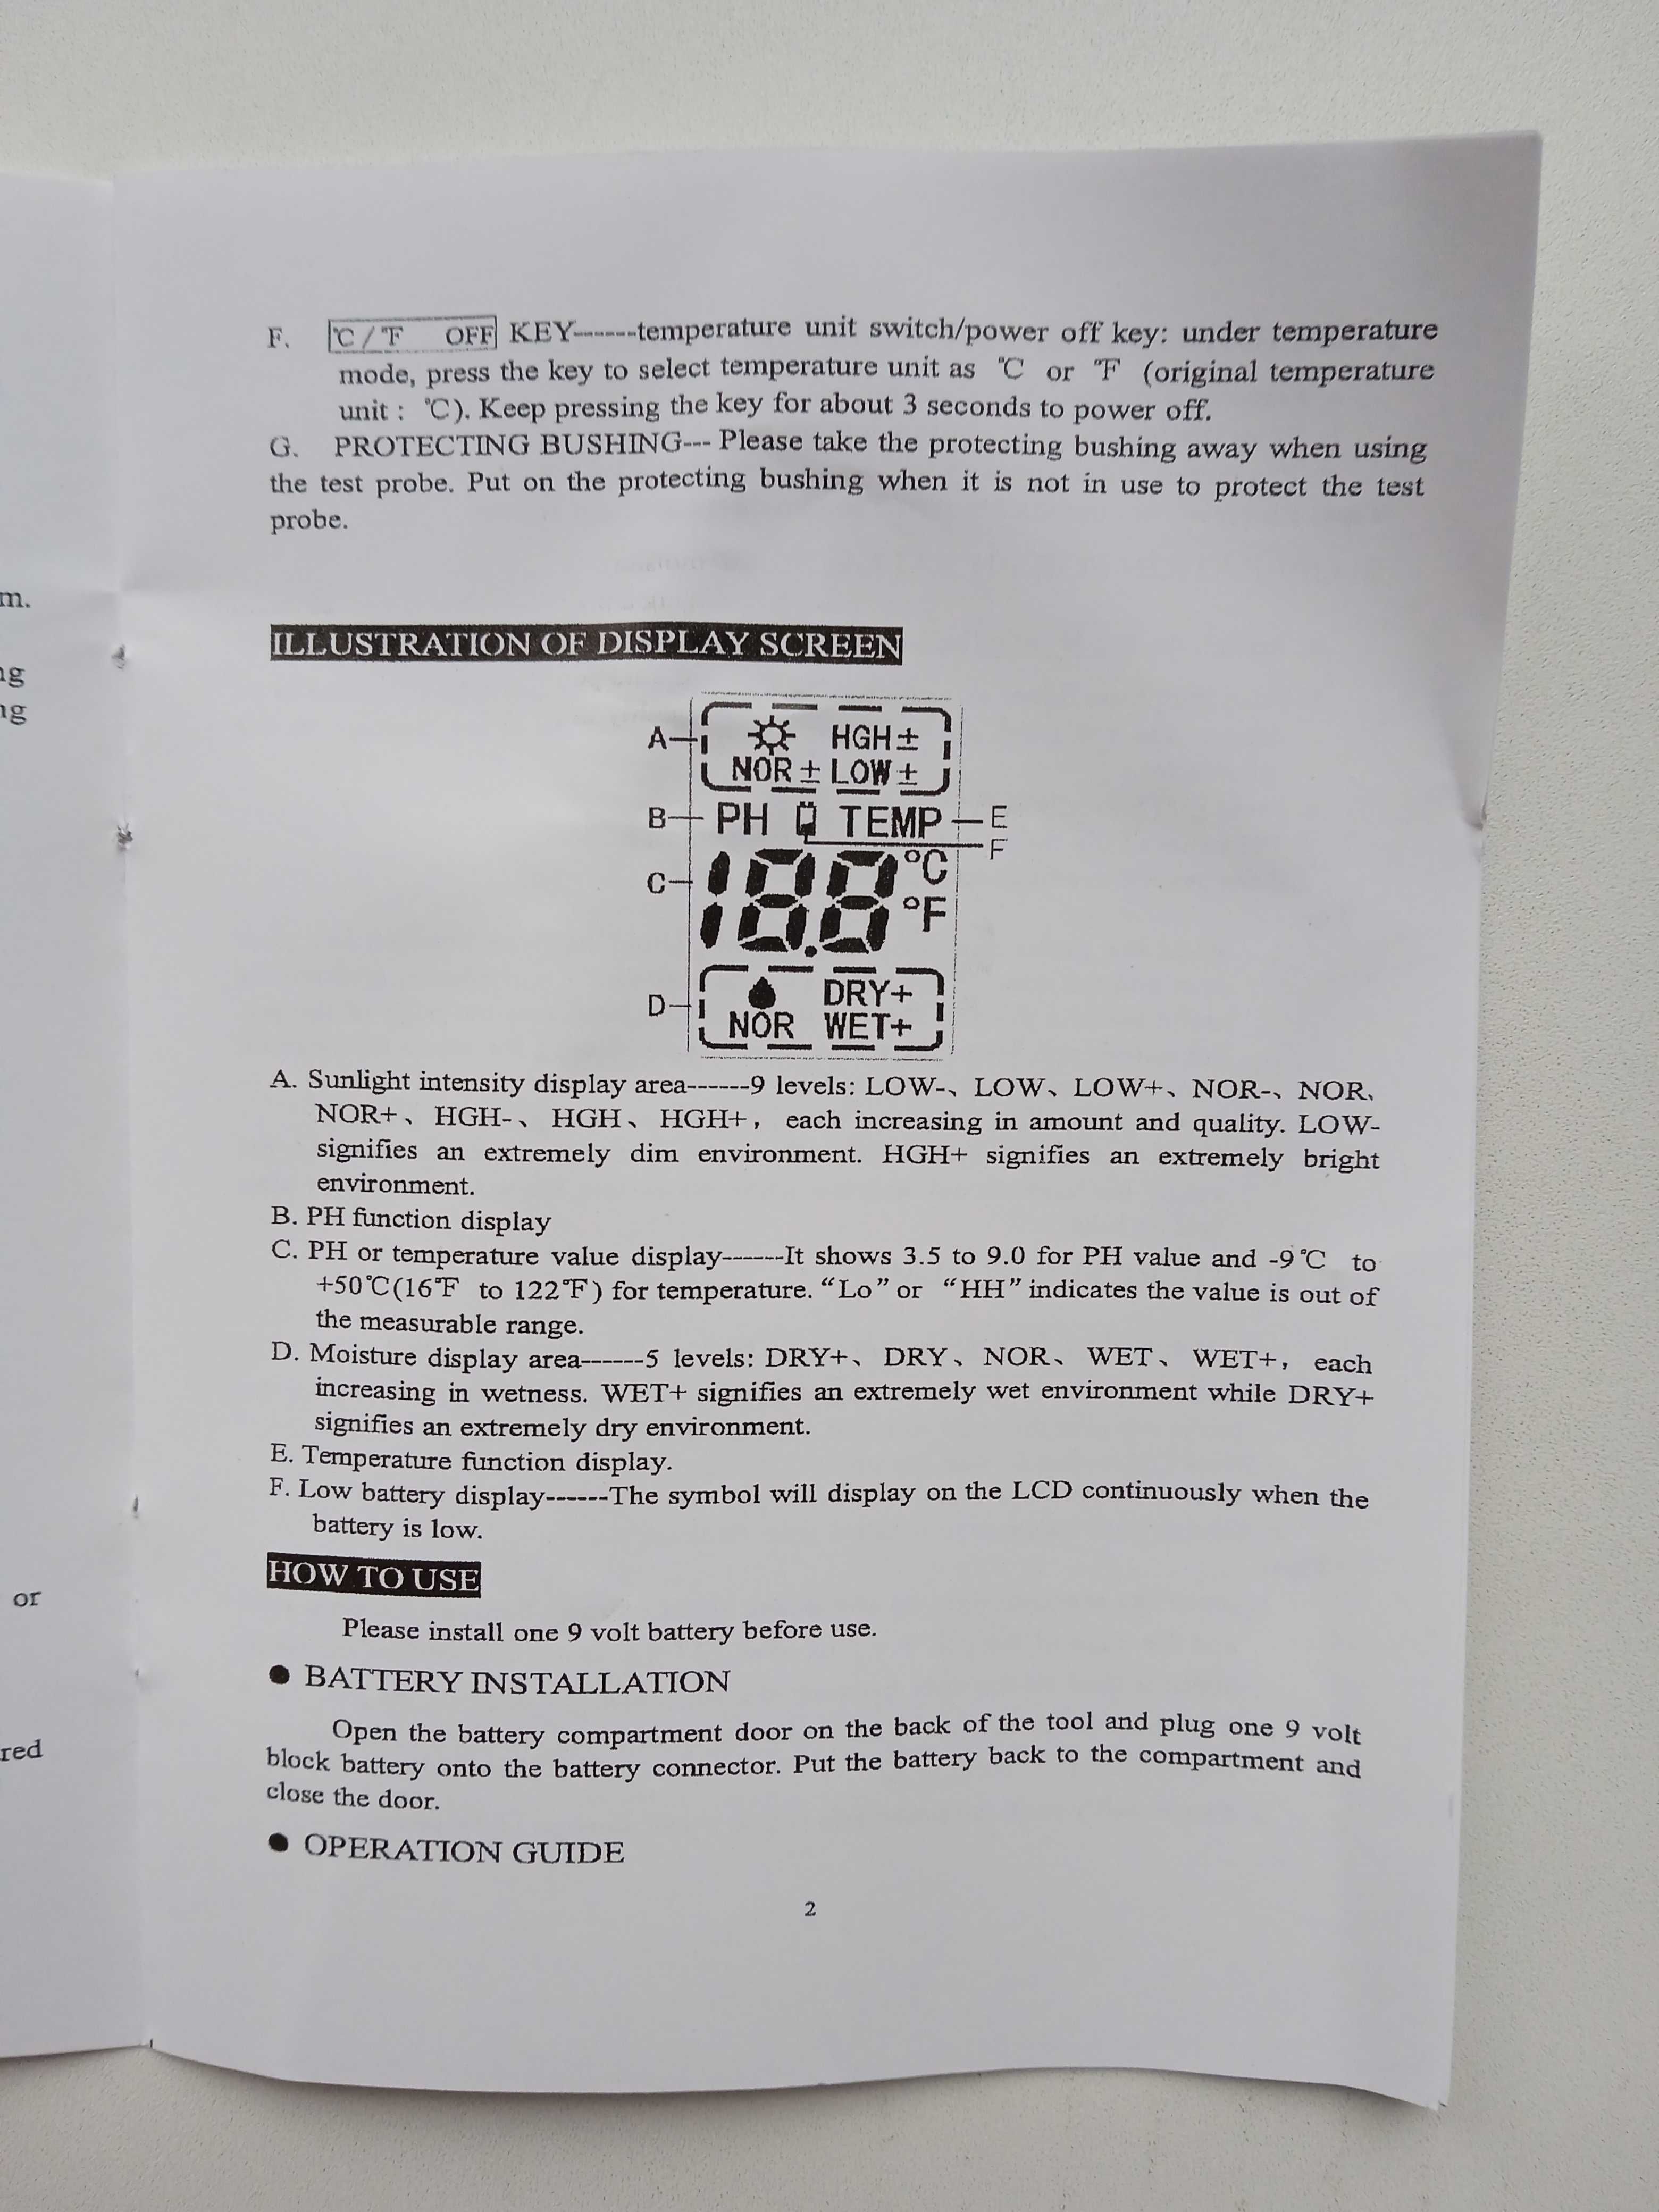 m.
ng
ng
or
red
F. ℃/℉ OFF KEY------temperature unit switch/power off key: under temperature
mode, press the key to select temperature unit as ℃ or ℉ (original temperature
unit : ℃). Keep pressing the key for about 3 seconds to power off.
G. PROTECTING BUSHING--- Please take the protecting bushing away when using
the test probe. Put on the protecting bushing when it is not in use to protect the test
probe.
ILLUSTRATION OF DISPLAY SCREEN
A HGH±
NOR± LOW±
B PH TEMP E
F
C 18.8 °C
°F
D DRY+
NOR WET+
A. Sunlight intensity display area------9 levels: LOW-、LOW、LOW+、NOR-、NOR、
NOR+、HGH-、HGH、HGH+, each increasing in amount and quality. LOW-
signifies an extremely dim environment. HGH+ signifies an extremely bright
environment.
B. PH function display
C. PH or temperature value display------It shows 3.5 to 9.0 for PH value and -9℃ to
+50℃(16℉ to 122℉) for temperature. “Lo” or “HH” indicates the value is out of
the measurable range.
D. Moisture display area------5 levels: DRY+、DRY、NOR、WET、WET+, each
increasing in wetness. WET+ signifies an extremely wet environment while DRY+
signifies an extremely dry environment.
E. Temperature function display.
F. Low battery display------The symbol will display on the LCD continuously when the
battery is low.
HOW TO USE
Please install one 9 volt battery before use.
● BATTERY INSTALLATION
Open the battery compartment door on the back of the tool and plug one 9 volt
block battery onto the battery connector. Put the battery back to the compartment and
close the door.
● OPERATION GUIDE
2